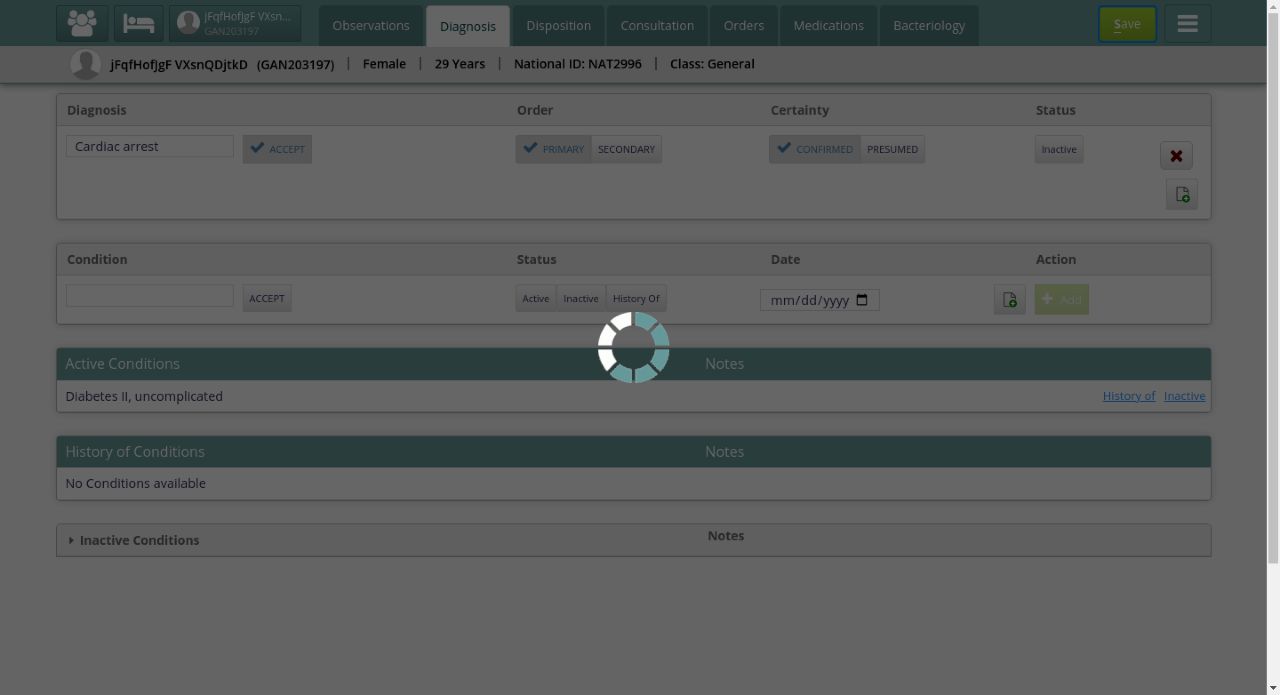 jFqfHofJgF VXsn...
GAN203197
Observations
Diagnosis
Disposition
Consultation
Orders
Medications
Bacteriology
Save
jFqfHofJgF VXsnQDjtkD (GAN203197) | Female | 29 Years | National ID: NAT2996 | Class: General
Diagnosis Order Certainty Status
Cardiac arrest ACCEPT PRIMARY SECONDARY CONFIRMED PRESUMED Inactive
Condition Status Date Action
ACCEPT Active Inactive History Of mm/dd/yyyy Add
Active Conditions Notes
Diabetes II, uncomplicated History of Inactive
History of Conditions Notes
No Conditions available
Inactive Conditions Notes